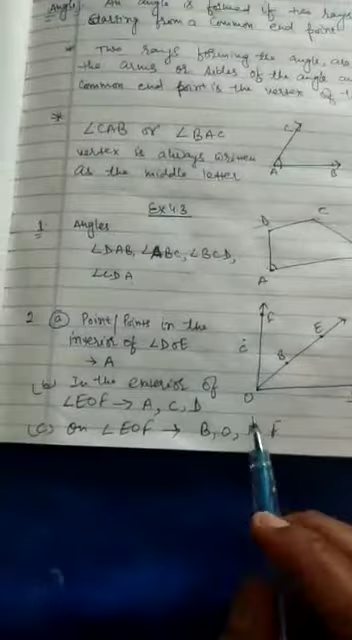 Angle: An angle is formed if two rays
starting from a common end point
* Two rays forming the angle, are
the arms or sides of the angle an
common end point is the vertex of t
* ∠CAB or ∠BAC
vertex is always written
as the middle letter
C
A B
Ex 4.3
1 Angles
∠DAB, ∠ABC, ∠BCD,
∠CDA
D C
A
2 (a) Point/Points in the
interior of ∠DOE
→ A
(b) In the exterior of
∠EOF → A, C, D
(c) On ∠EOF → B, O, F
F
E
C
B
O